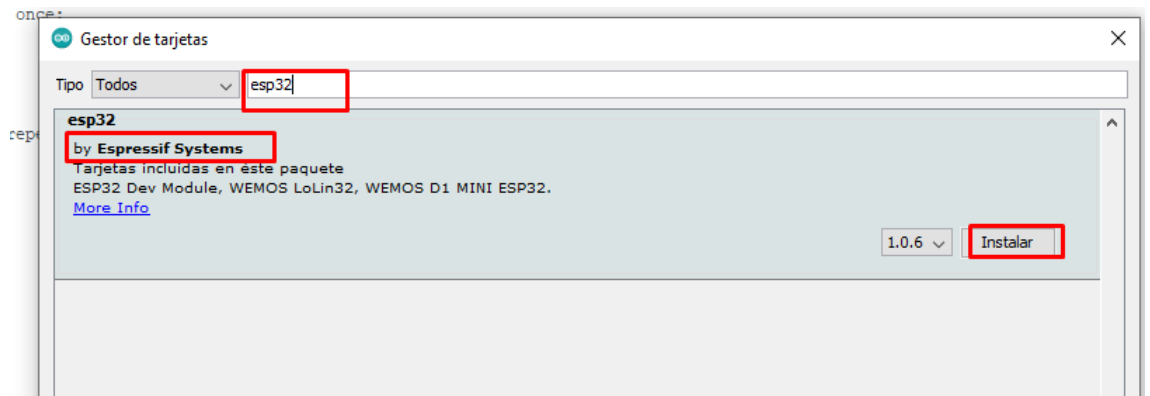 once:
Gestor de tarjetas
Tipo Todos esp32
repe
esp32
by Espressif Systems
Tarjetas incluidas en éste paquete
ESP32 Dev Module, WEMOS LoLin32, WEMOS D1 MINI ESP32.
More Info
1.0.6 Instalar